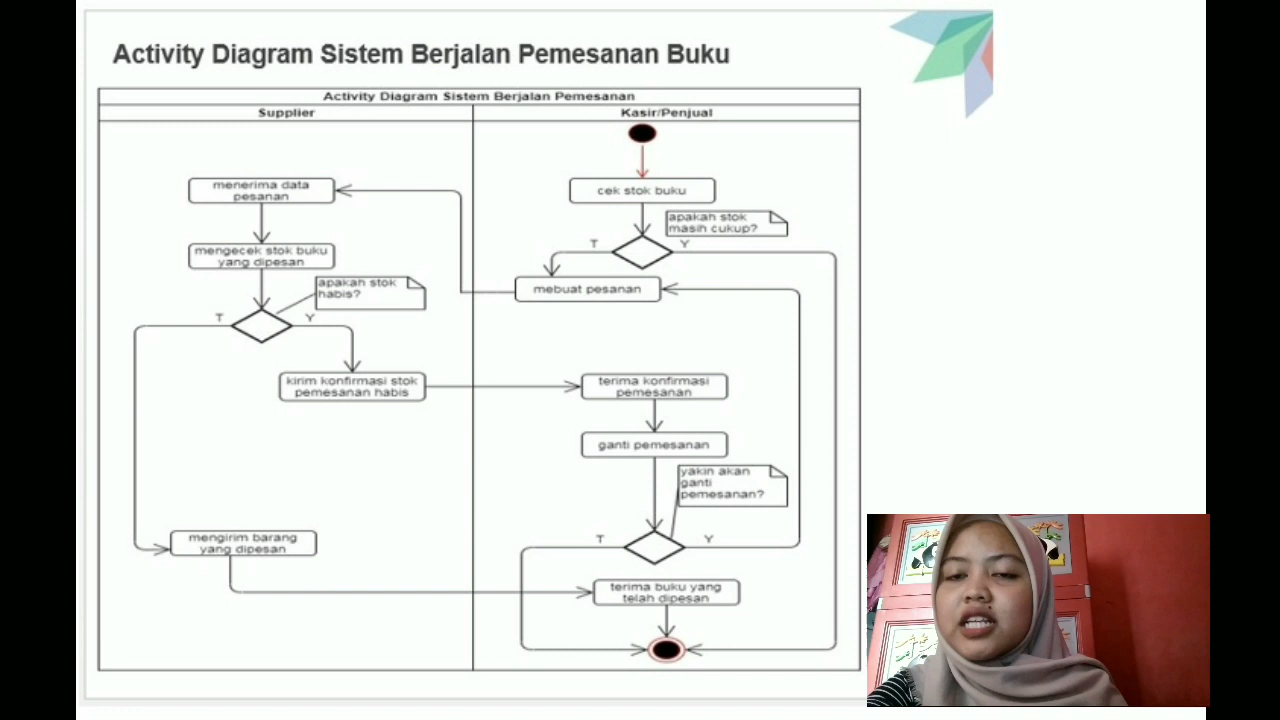 Activity Diagram Sistem Berjalan Pemesanan Buku
Activity Diagram Sistem Berjalan Pemesanan
Supplier
Kasir/Penjual
menerima data
pesanan
cek stok buku
apakah stok
masih cukup?
T
Y
mengecek stok buku
yang dipesan
mebuat pesanan
apakah stok
habis?
T
Y
kirim konfirmasi stok
pemesanan habis
terima konfirmasi
pemesanan
ganti pemesanan
yakin akan
ganti
pemesanan?
T
Y
mengirim barang
yang dipesan
terima buku yang
telah dipesan